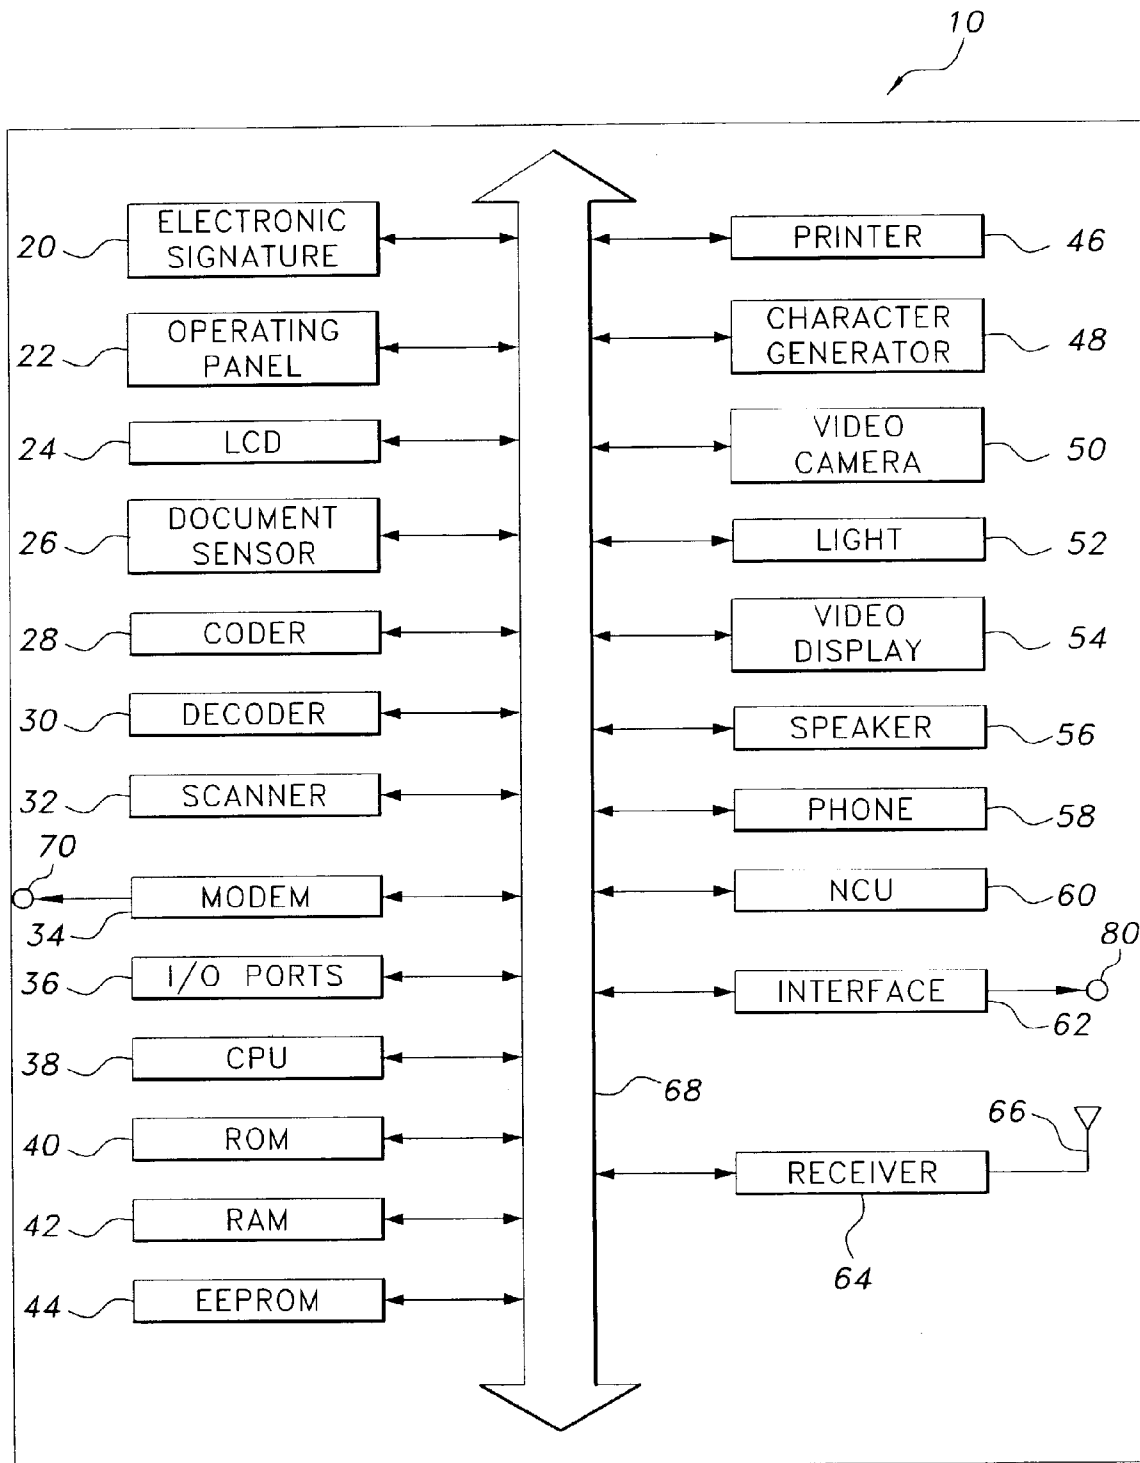 10
20
ELECTRONIC
SIGNATURE
22
OPERATING
PANEL
24
LCD
26
DOCUMENT
SENSOR
28
CODER
30
DECODER
32
SCANNER
70
MODEM
34
36
I/O PORTS
38
CPU
40
ROM
42
RAM
44
EEPROM
PRINTER
46
CHARACTER
GENERATOR
48
VIDEO
CAMERA
50
LIGHT
52
VIDEO
DISPLAY
54
SPEAKER
56
PHONE
58
NCU
60
80
INTERFACE
62
68
66
RECEIVER
64